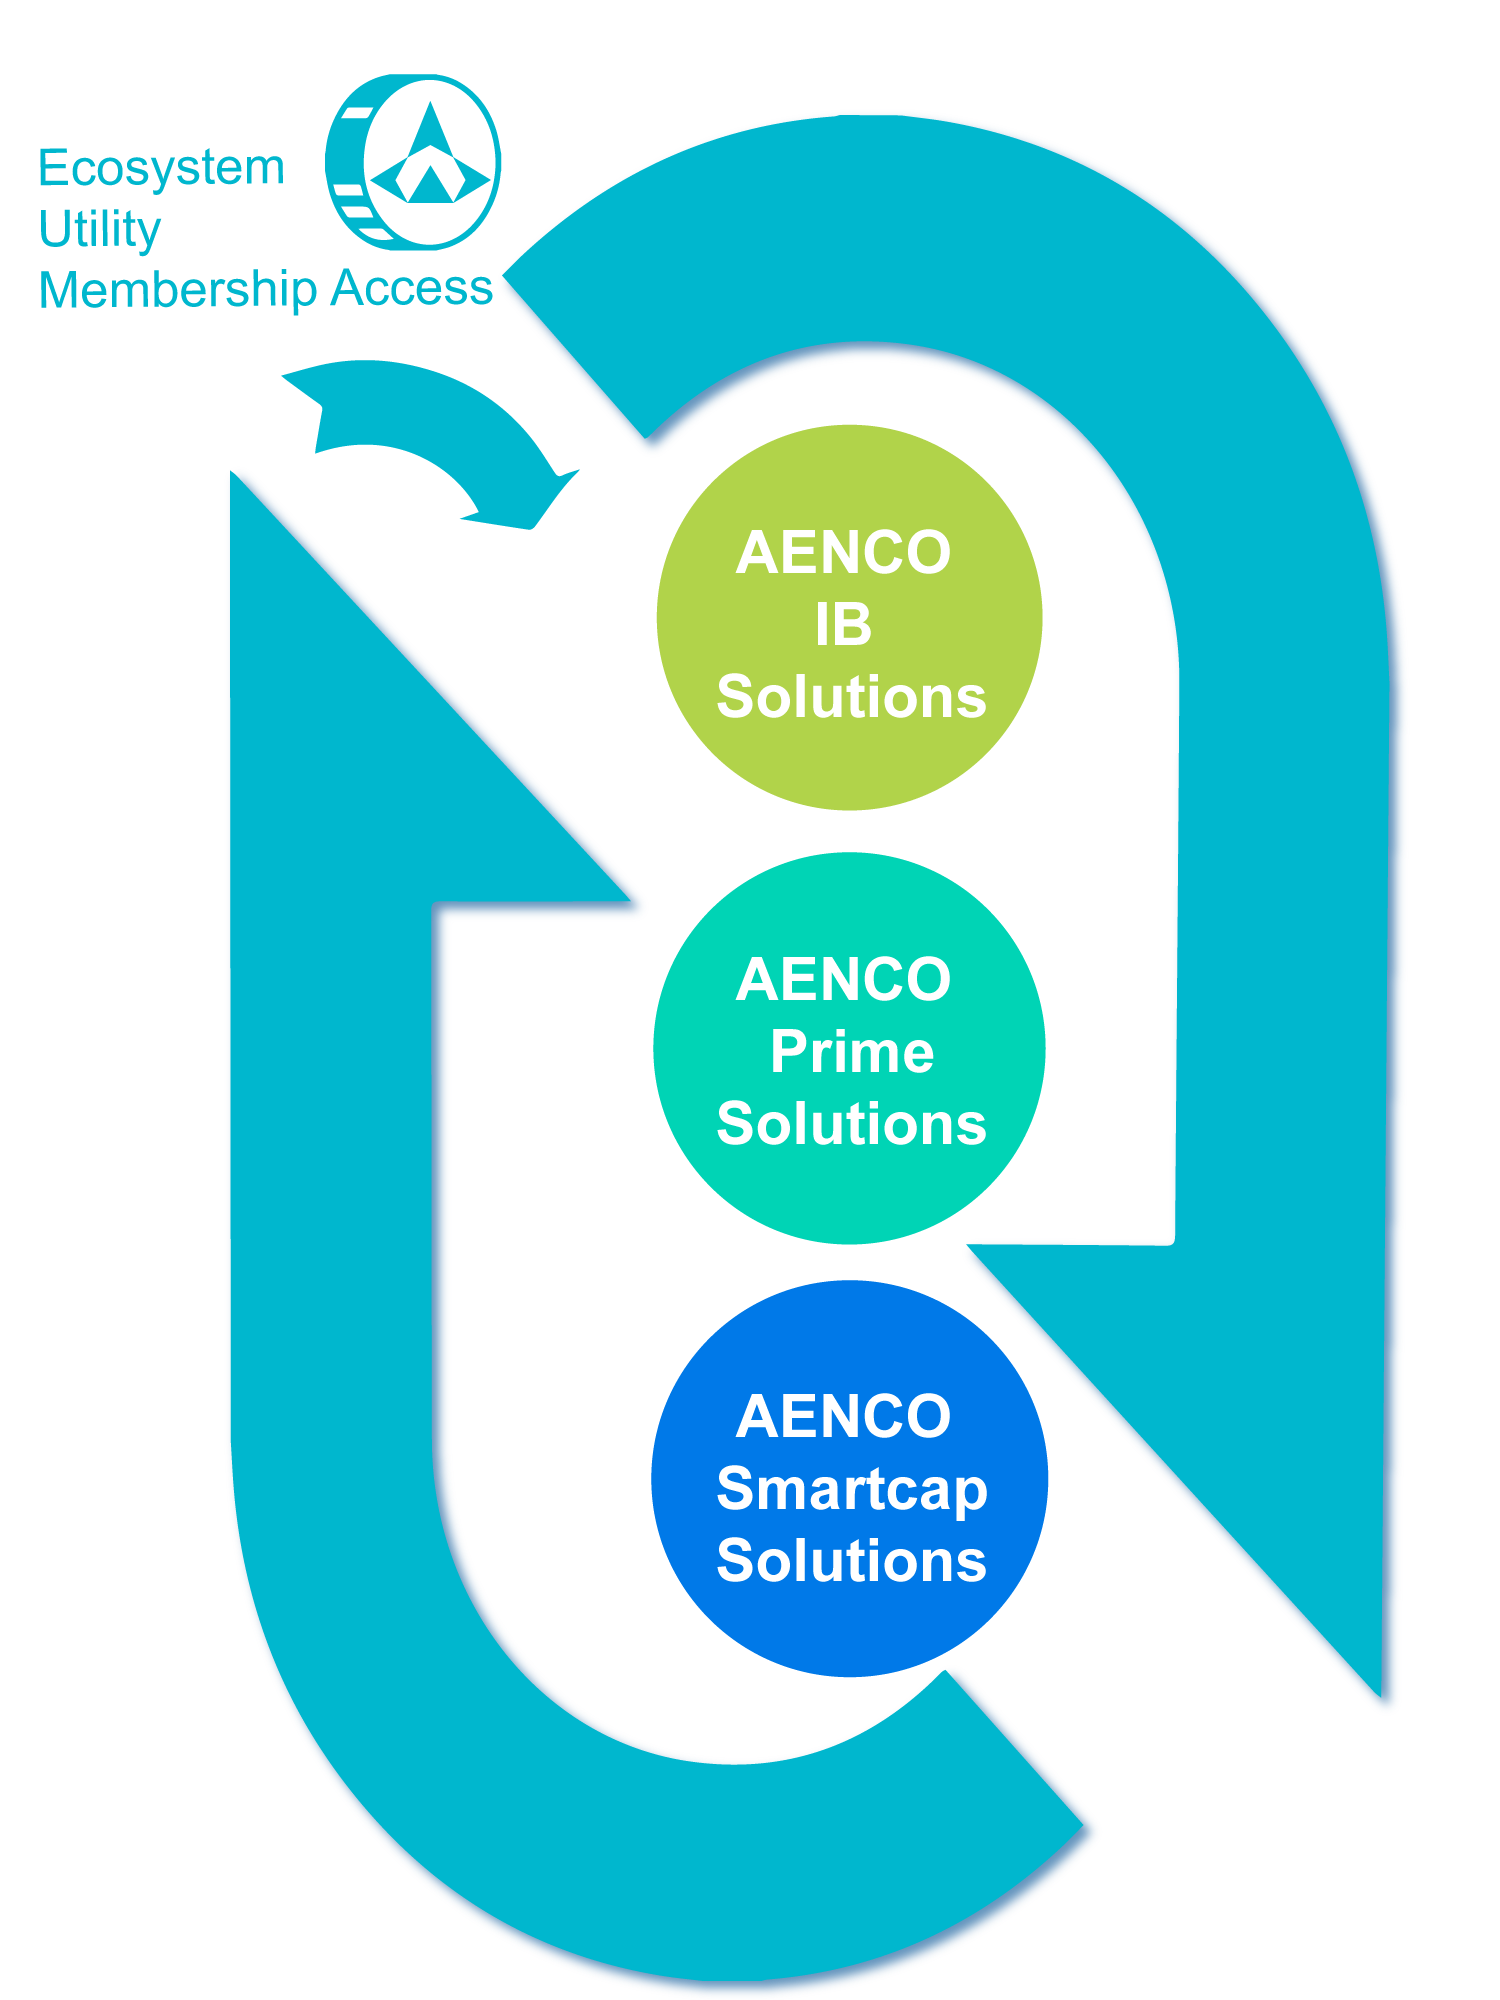 Ecosystem
Utility
Membership Access
AENCO
IB
Solutions
AENCO
Prime
Solutions
AENCO
Smartcap
Solutions